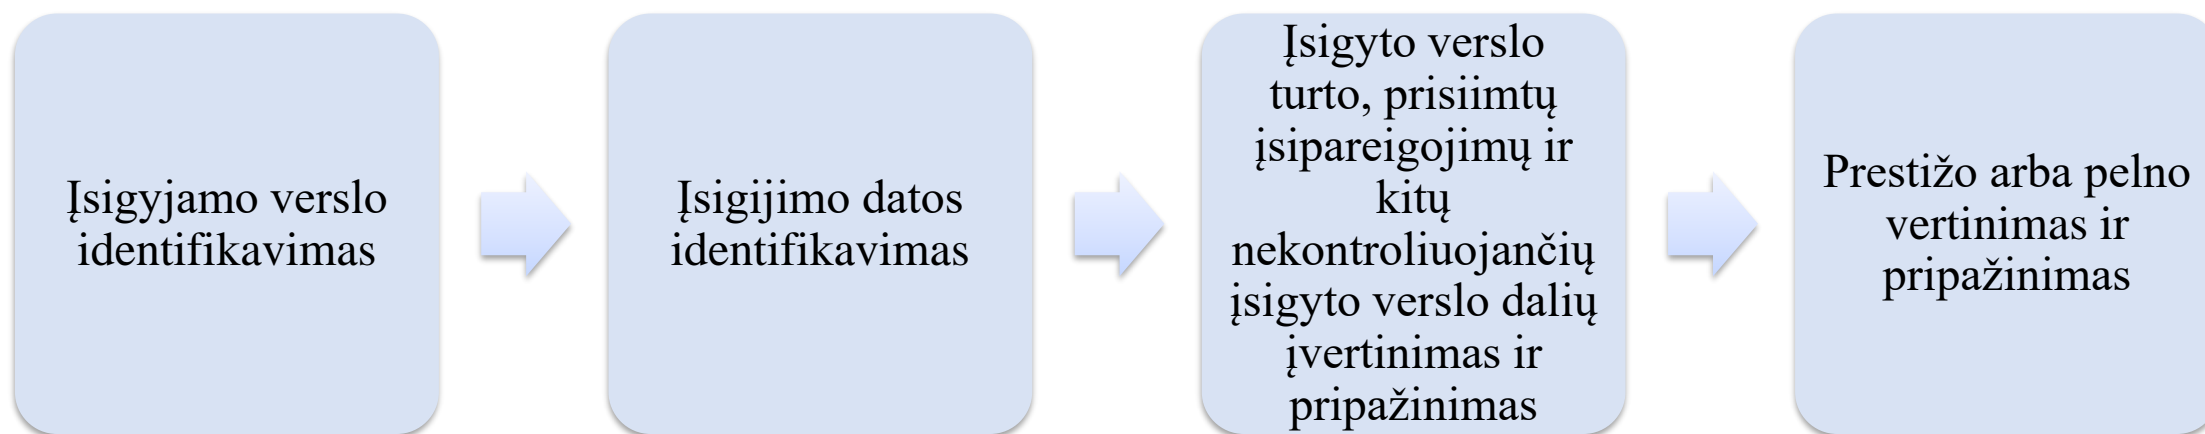 Įsigyjamo verslo
identifikavimas
Įsigijimo datos
identifikavimas
Įsigyto verslo
turto, prisiimtų
įsipareigojimų ir
kitų
nekontroliuojančių
įsigyto verslo dalių
įvertinimas ir
pripažinimas
Prestižo arba pelno
vertinimas ir
pripažinimas